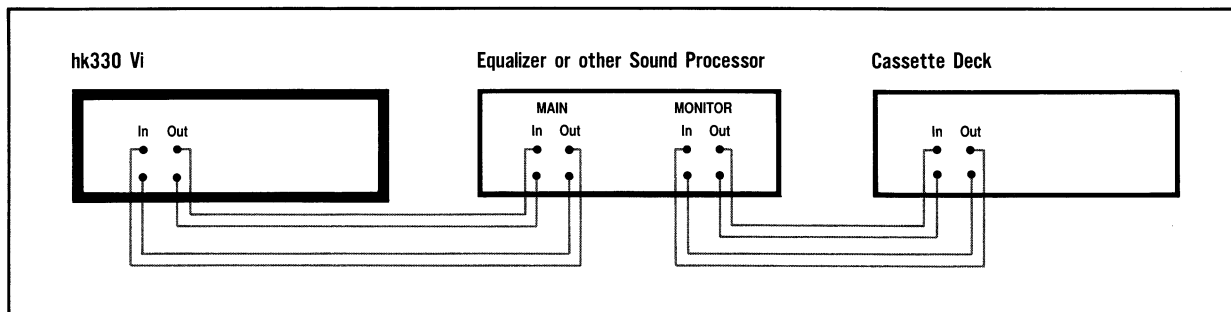 hk330 Vi
Equalizer or other Sound Processor
Cassette Deck
MAIN
MONITOR
In Out
In Out
In Out
In Out